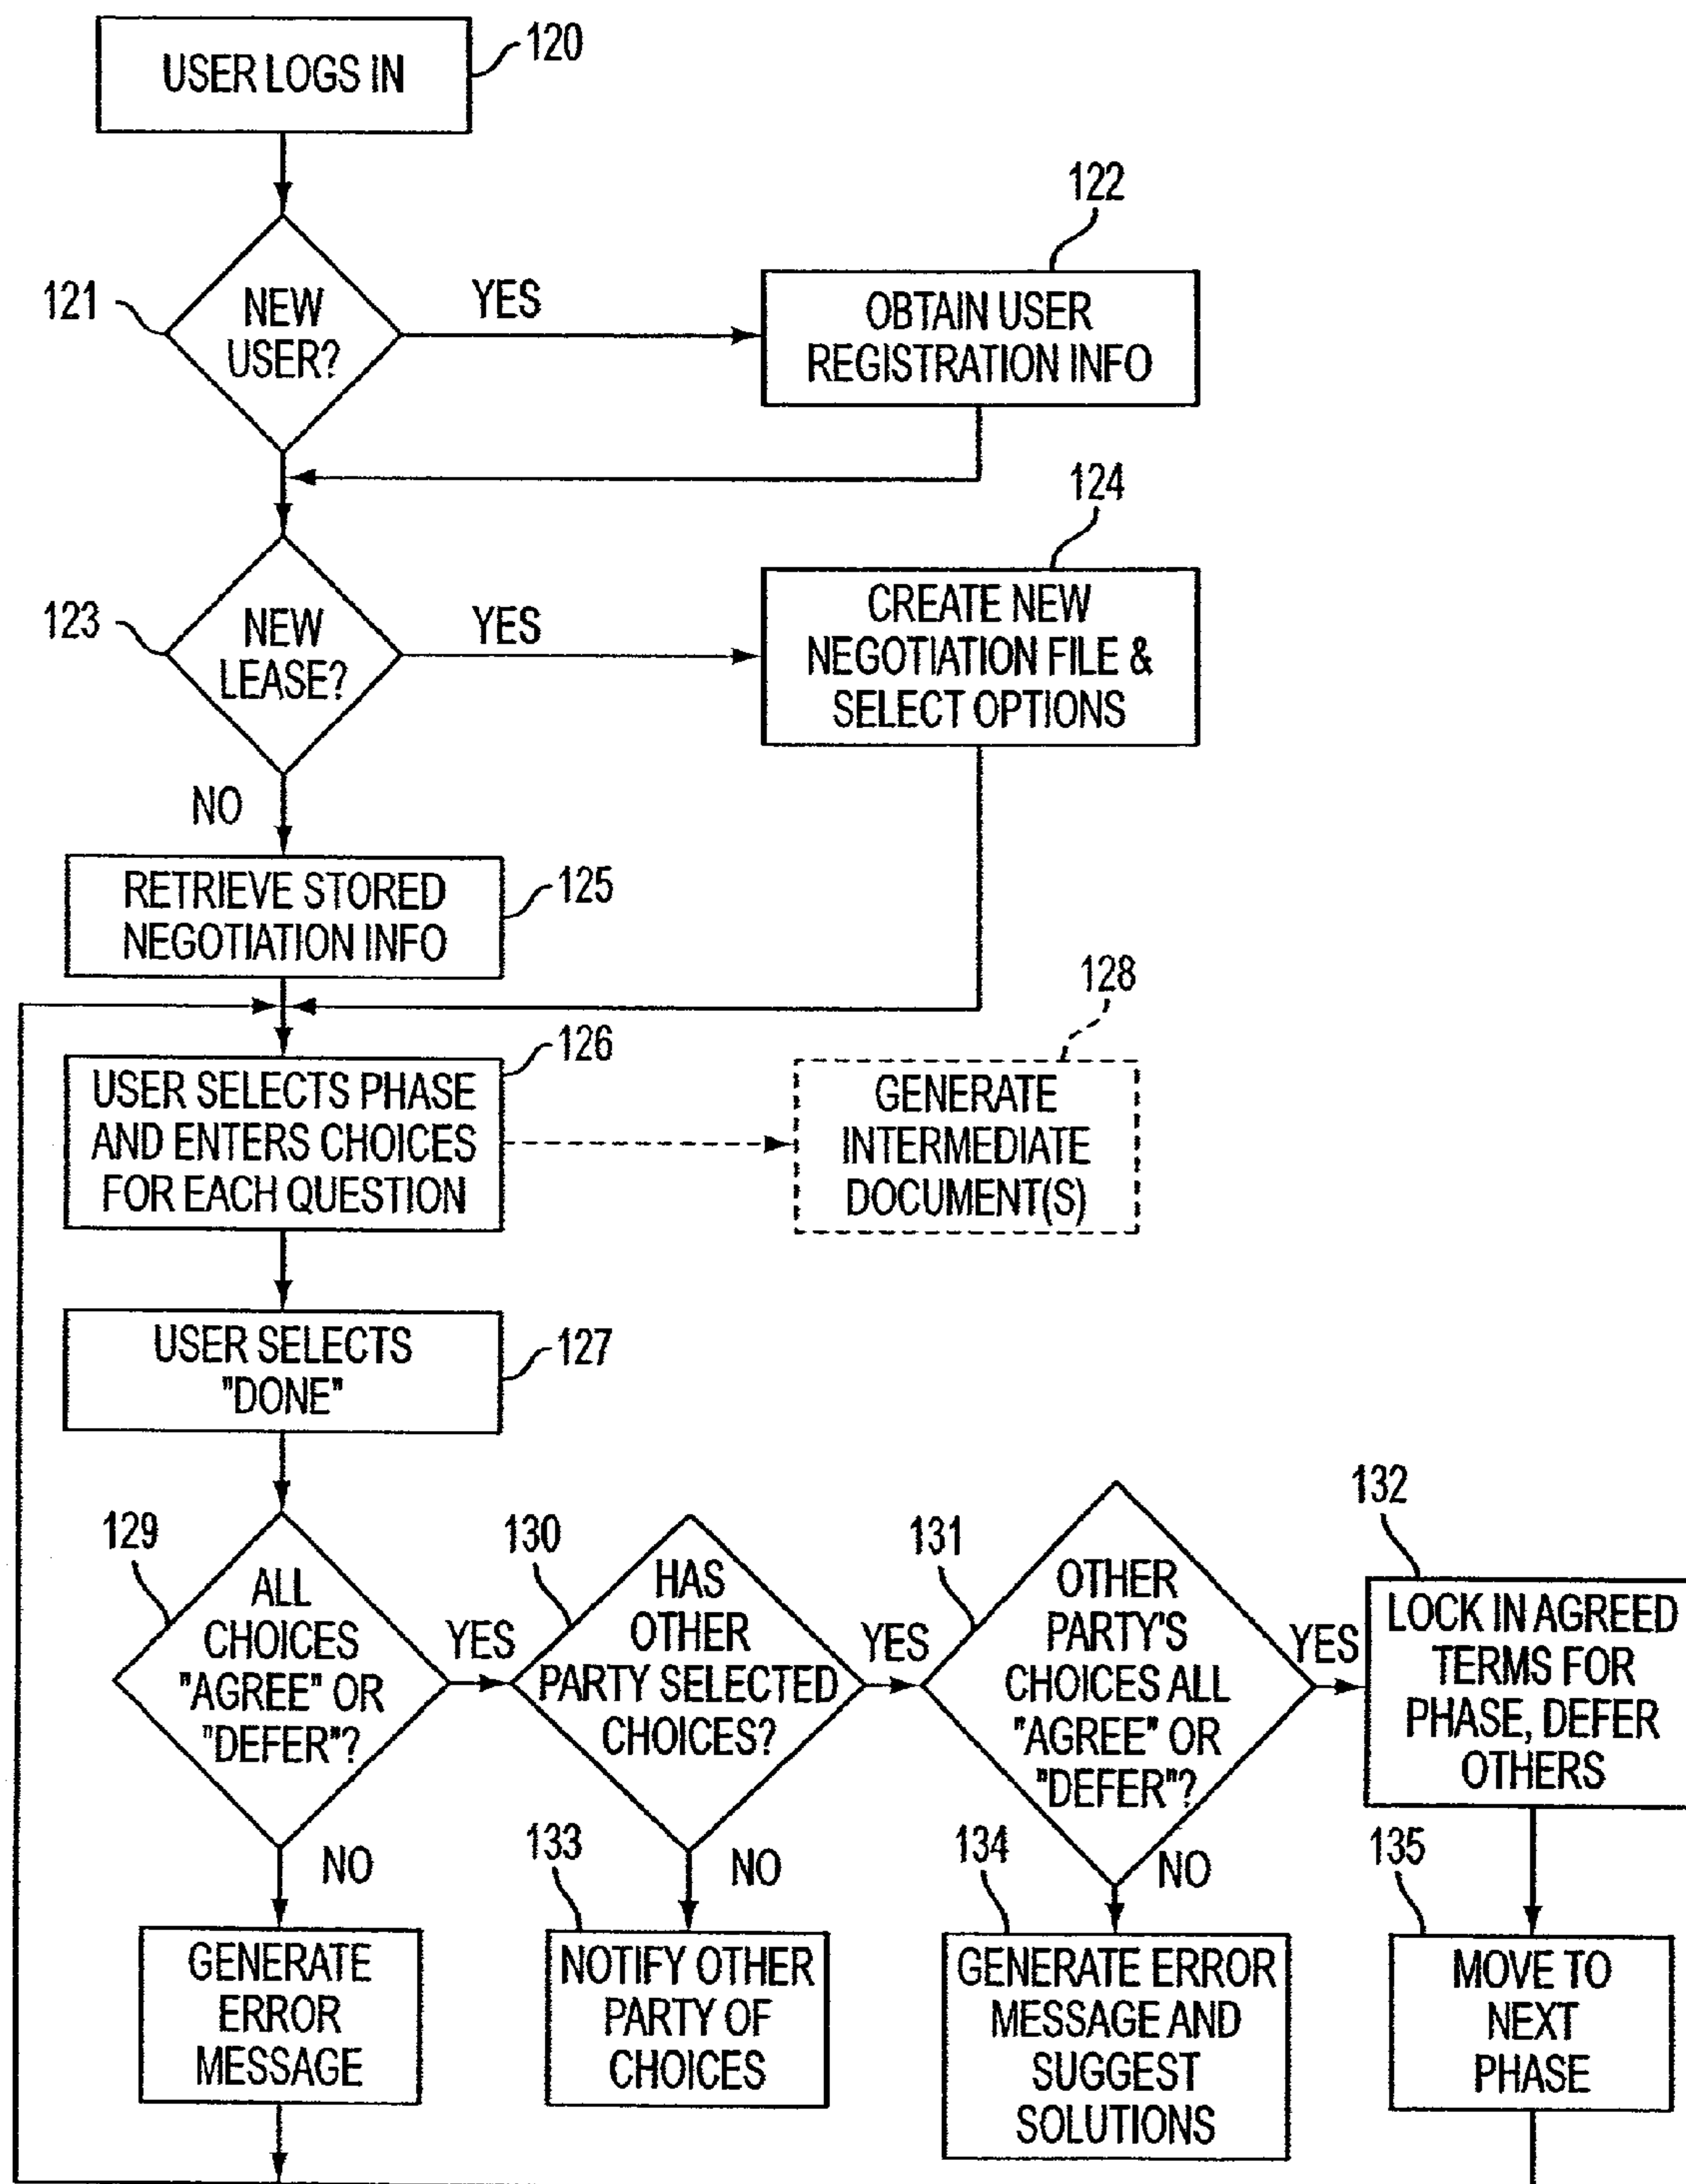 USER LOGS IN
120
122
121
NEW
USER?
YES
OBTAIN USER
REGISTRATION INFO
124
123
NEW
LEASE?
YES
CREATE NEW
NEGOTIATION FILE &
SELECT OPTIONS
NO
RETRIEVE STORED
NEGOTIATION INFO
125
128
126
USER SELECTS PHASE
AND ENTERS CHOICES
FOR EACH QUESTION
GENERATE
INTERMEDIATE
DOCUMENT(S)
USER SELECTS
"DONE"
127
129
ALL
CHOICES
"AGREE" OR
"DEFER"?
YES
130
HAS
OTHER
PARTY SELECTED
CHOICES?
YES
131
OTHER
PARTY'S
CHOICES ALL
"AGREE" OR
"DEFER"?
YES
132
LOCK IN AGREED
TERMS FOR
PHASE, DEFER
OTHERS
NO
GENERATE
ERROR
MESSAGE
133
NO
NOTIFY OTHER
PARTY OF
CHOICES
134
NO
GENERATE ERROR
MESSAGE AND
SUGGEST
SOLUTIONS
135
MOVE TO
NEXT
PHASE